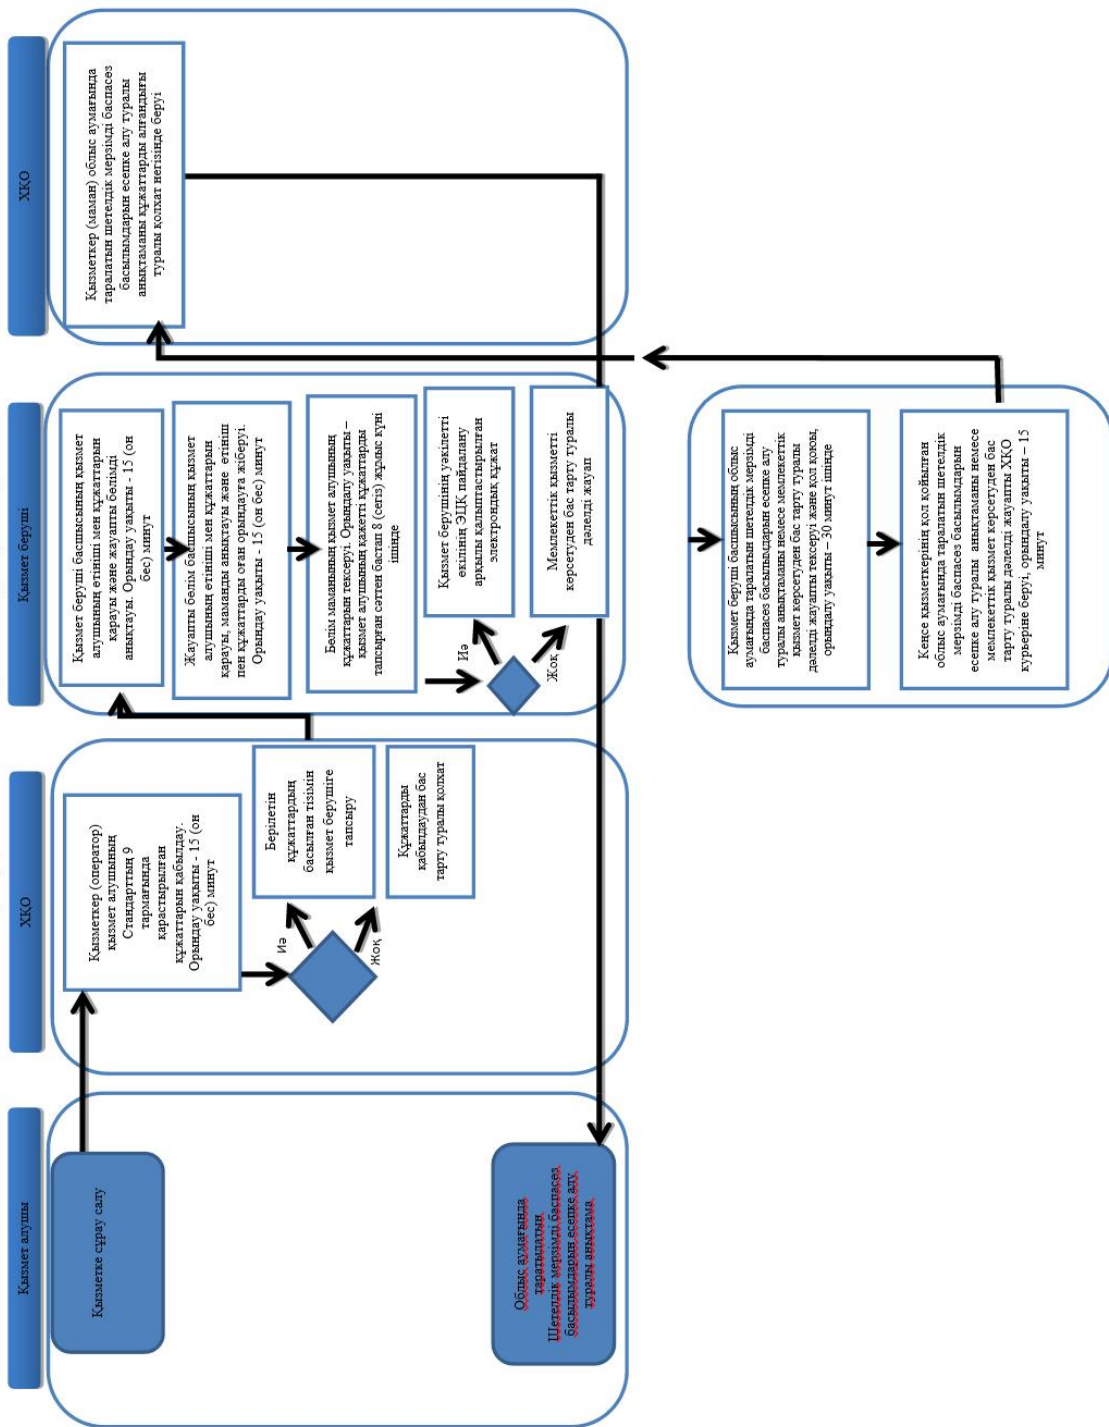 Қызмет алушы
Қызметке сұрау салу
Облыс аумағында
таратылатын
Шетелдік мерзімді баспасөз
басылымдарын есепке алу
туралы анықтама
ХҚО
Қызметкер (оператор)
қызмет алушының
Стандарттың 9
тармағында
қарастырылған
құжаттарын қабылдау.
Орындау уақыты - 15 (он
бес) минут
Иә
Жоқ
Берілетін
құжаттардың
басылған тізімін
қызмет берушіге
тапсыру
Құжаттарды
қабылдаудан бас
тарту туралы қолхат
Қызмет беруші
Қызмет беруші басшысының қызмет
алушының өтініші мен құжаттарын
қарауы және жауапты бөлімді
анықтауы. Орындау уақыты - 15 (он
бес) минут
Жауапты бөлім басшысының қызмет
алушының өтініші мен құжаттарын
қарауы, маманды анықтауы және өтініш
пен құжаттарды оған орындауға жіберуі.
Орындау уақыты - 15 (он бес) минут
Бөлім маманының қызмет алушының
құжаттарын тексеруі. Орындалу уақыты –
қызмет алушының қажетті құжаттарды
тапсырған сәттен бастап 8 (сегіз) жұмыс күні
ішінде
Иә
Жоқ
Қызмет берушінің уәкілетті
өкілінің ЭЦҚ пайдалану
арқылы қалыптастырылған
электрондық құжат
Мемлекеттік қызметті
көрсетуден бас тарту туралы
дәлелді жауап
Қызмет беруші басшысының облыс
аумағында таралатын шетелдік мерзімді
баспасөз басылымдарын есепке алу
туралы анықтаманы немесе мемлекеттік
қызмет көрсетуден бас тарту туралы
дәлелді жауапты тексеруі және қол қоюы,
орындалу уақыты – 30 минут ішінде
Кеңсе қызметкерінің қол қойылған
облыс аумағында таралатын шетелдік
мерзімді баспасөз басылымдарын
есепке алу туралы анықтаманы немесе
мемлекеттік қызмет көрсетуден бас
тарту туралы дәлелді жауапты ХҚО
курьеріне беруі, орындалу уақыты – 15
минут
ХҚО
Қызметкер (маман) облыс аумағында
таралатын шетелдік мерзімді баспасөз
басылымдарын есепке алу туралы
анықтаманы құжаттарды алғандығы
туралы қолхат негізінде беруі